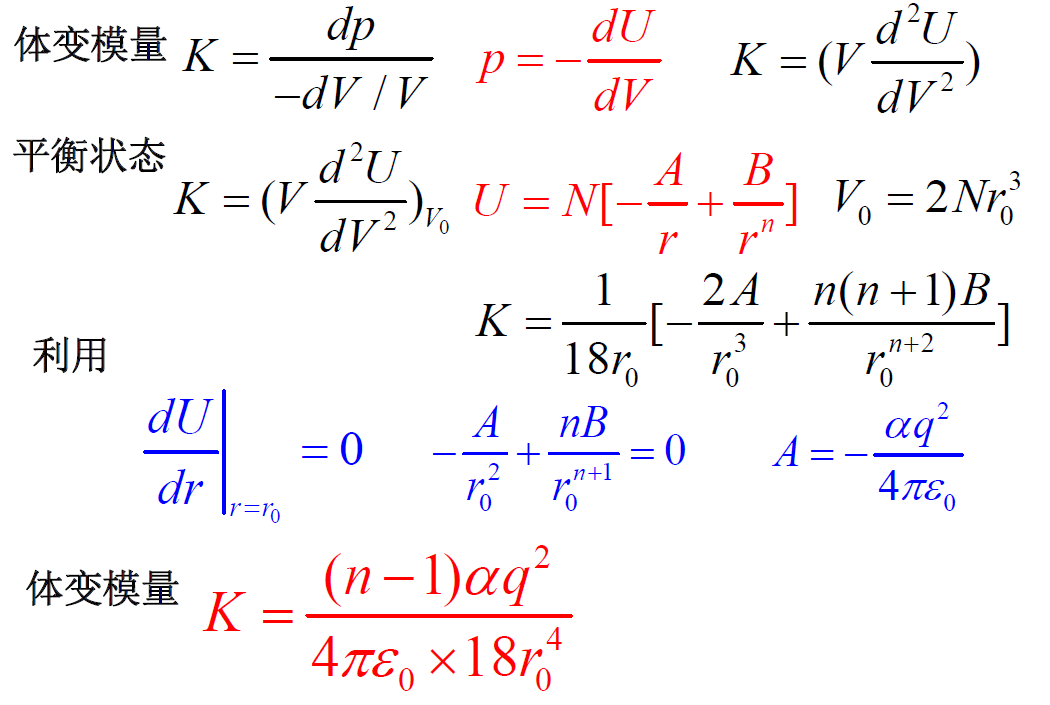 体变模量 K = dp / (-dV / V) p = -dU/dV K = (V d²U/dV²)
平衡状态 K = (V d²U/dV²)_{V₀} U = N[-A/r + B/rⁿ] V₀ = 2Nr₀³
K = 1/(18r₀) [-2A/r₀³ + n(n+1)B/r₀^{n+2}]
利用
dU/dr |_{r=r₀} = 0 -A/r₀² + nB/r₀^{n+1} = 0 A = -αq²/(4πε₀)
体变模量 K = (n-1)αq² / (4πε₀×18r₀⁴)